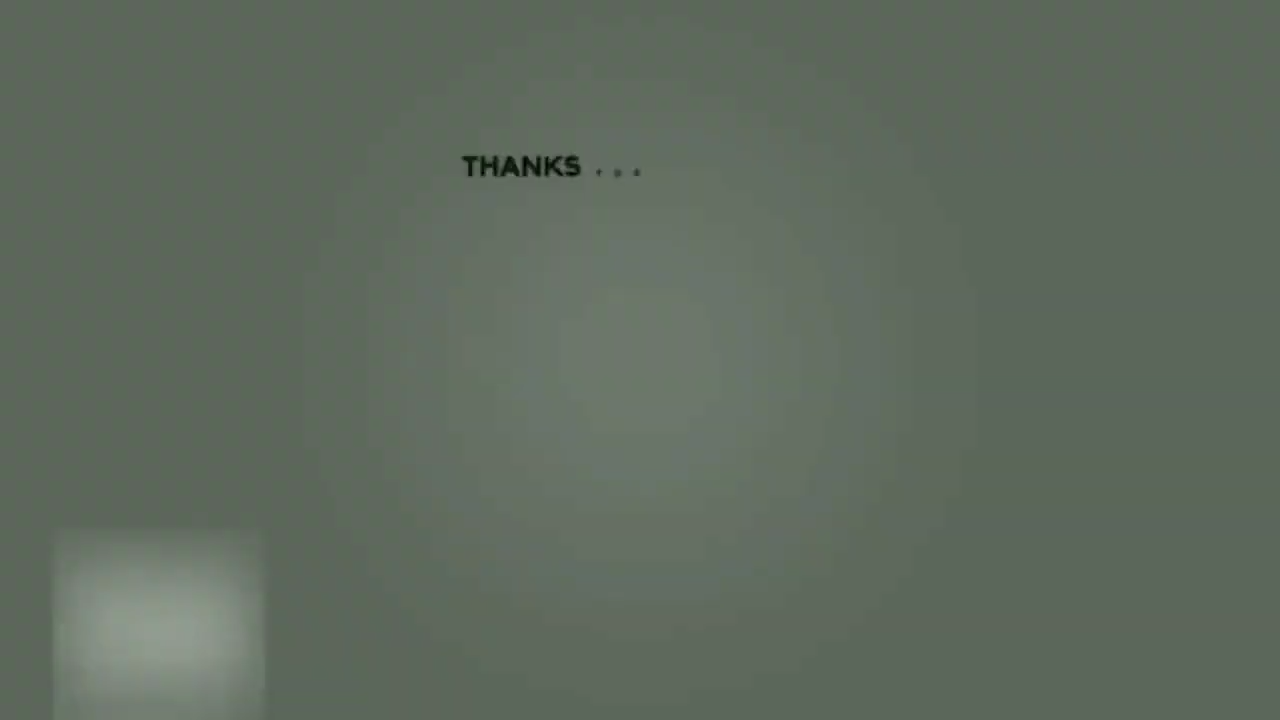 THANKS . . .